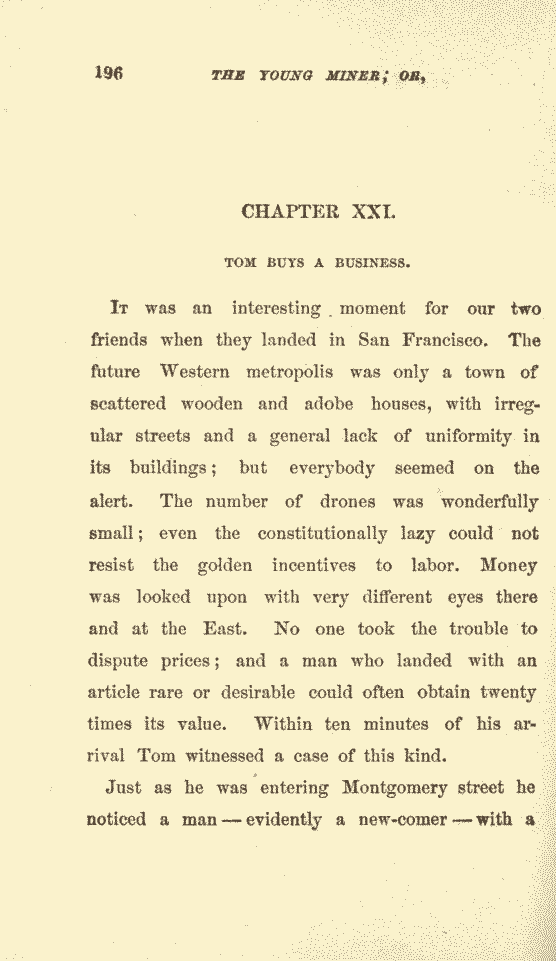 196 THE YOUNG MINER; OR,
CHAPTER XXI.
TOM BUYS A BUSINESS.
It was an interesting moment for our two
friends when they landed in San Francisco. The
future Western metropolis was only a town of
scattered wooden and adobe houses, with irreg-
ular streets and a general lack of uniformity in
its buildings; but everybody seemed on the
alert. The number of drones was wonderfully
small; even the constitutionally lazy could not
resist the golden incentives to labor. Money
was looked upon with very different eyes there
and at the East. No one took the trouble to
dispute prices; and a man who landed with an
article rare or desirable could often obtain twenty
times its value. Within ten minutes of his ar-
rival Tom witnessed a case of this kind.
Just as he was entering Montgomery street he
noticed a man — evidently a new-comer — with a